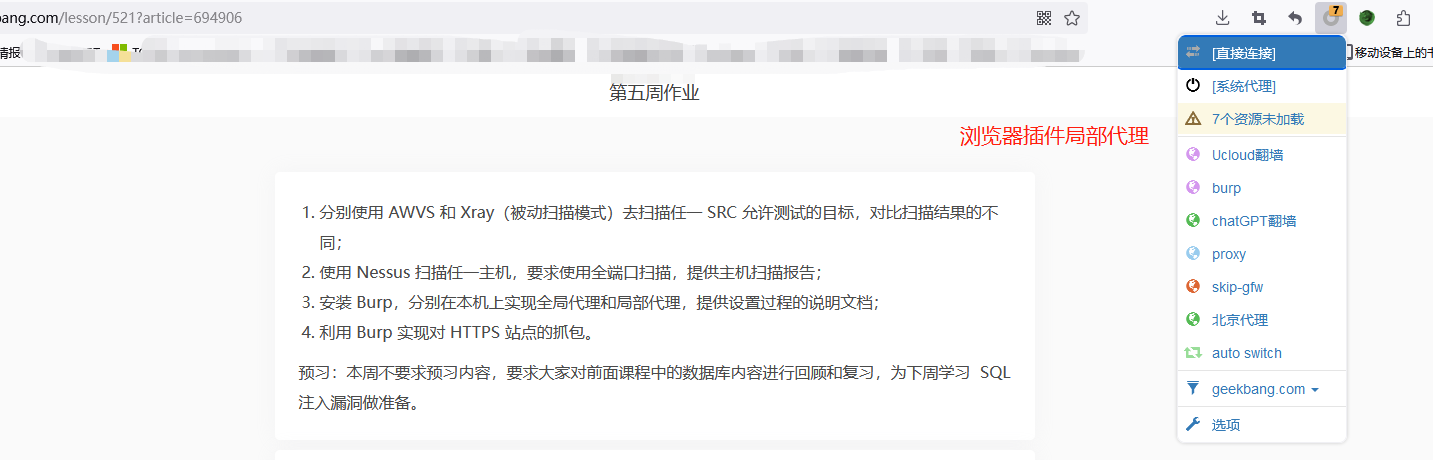 bang.com/lesson/521?article=694906
7
情报
移动设备上的书
第五周作业
浏览器插件局部代理
1. 分别使用 AWVS 和 Xray（被动扫描模式）去扫描任一 SRC 允许测试的目标，对比扫描结果的不
同；
2. 使用 Nessus 扫描任一主机，要求使用全端口扫描，提供主机扫描报告；
3. 安装 Burp，分别在本机上实现全局代理和局部代理，提供设置过程的说明文档；
4. 利用 Burp 实现对 HTTPS 站点的抓包。
预习：本周不要求预习内容，要求大家对前面课程中的数据库内容进行回顾和复习，为下周学习 SQL
注入漏洞做准备。
[直接连接]
[系统代理]
7个资源未加载
Ucloud翻墙
burp
chatGPT翻墙
proxy
skip-gfw
北京代理
auto switch
geekbang.com
选项